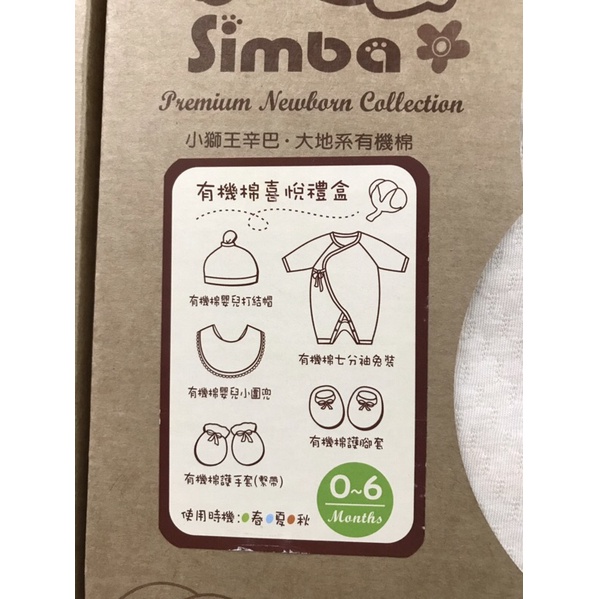 Simba
Premium Newborn Collection
小獅王辛巴·大地系有機棉
有機棉喜悅禮盒
有機棉嬰兒打結帽
有機棉七分袖兔裝
有機棉嬰兒小圍兜
有機棉護腳套
有機棉護手套(繫帶)
0~6
Months
使用時機:春 夏 秋